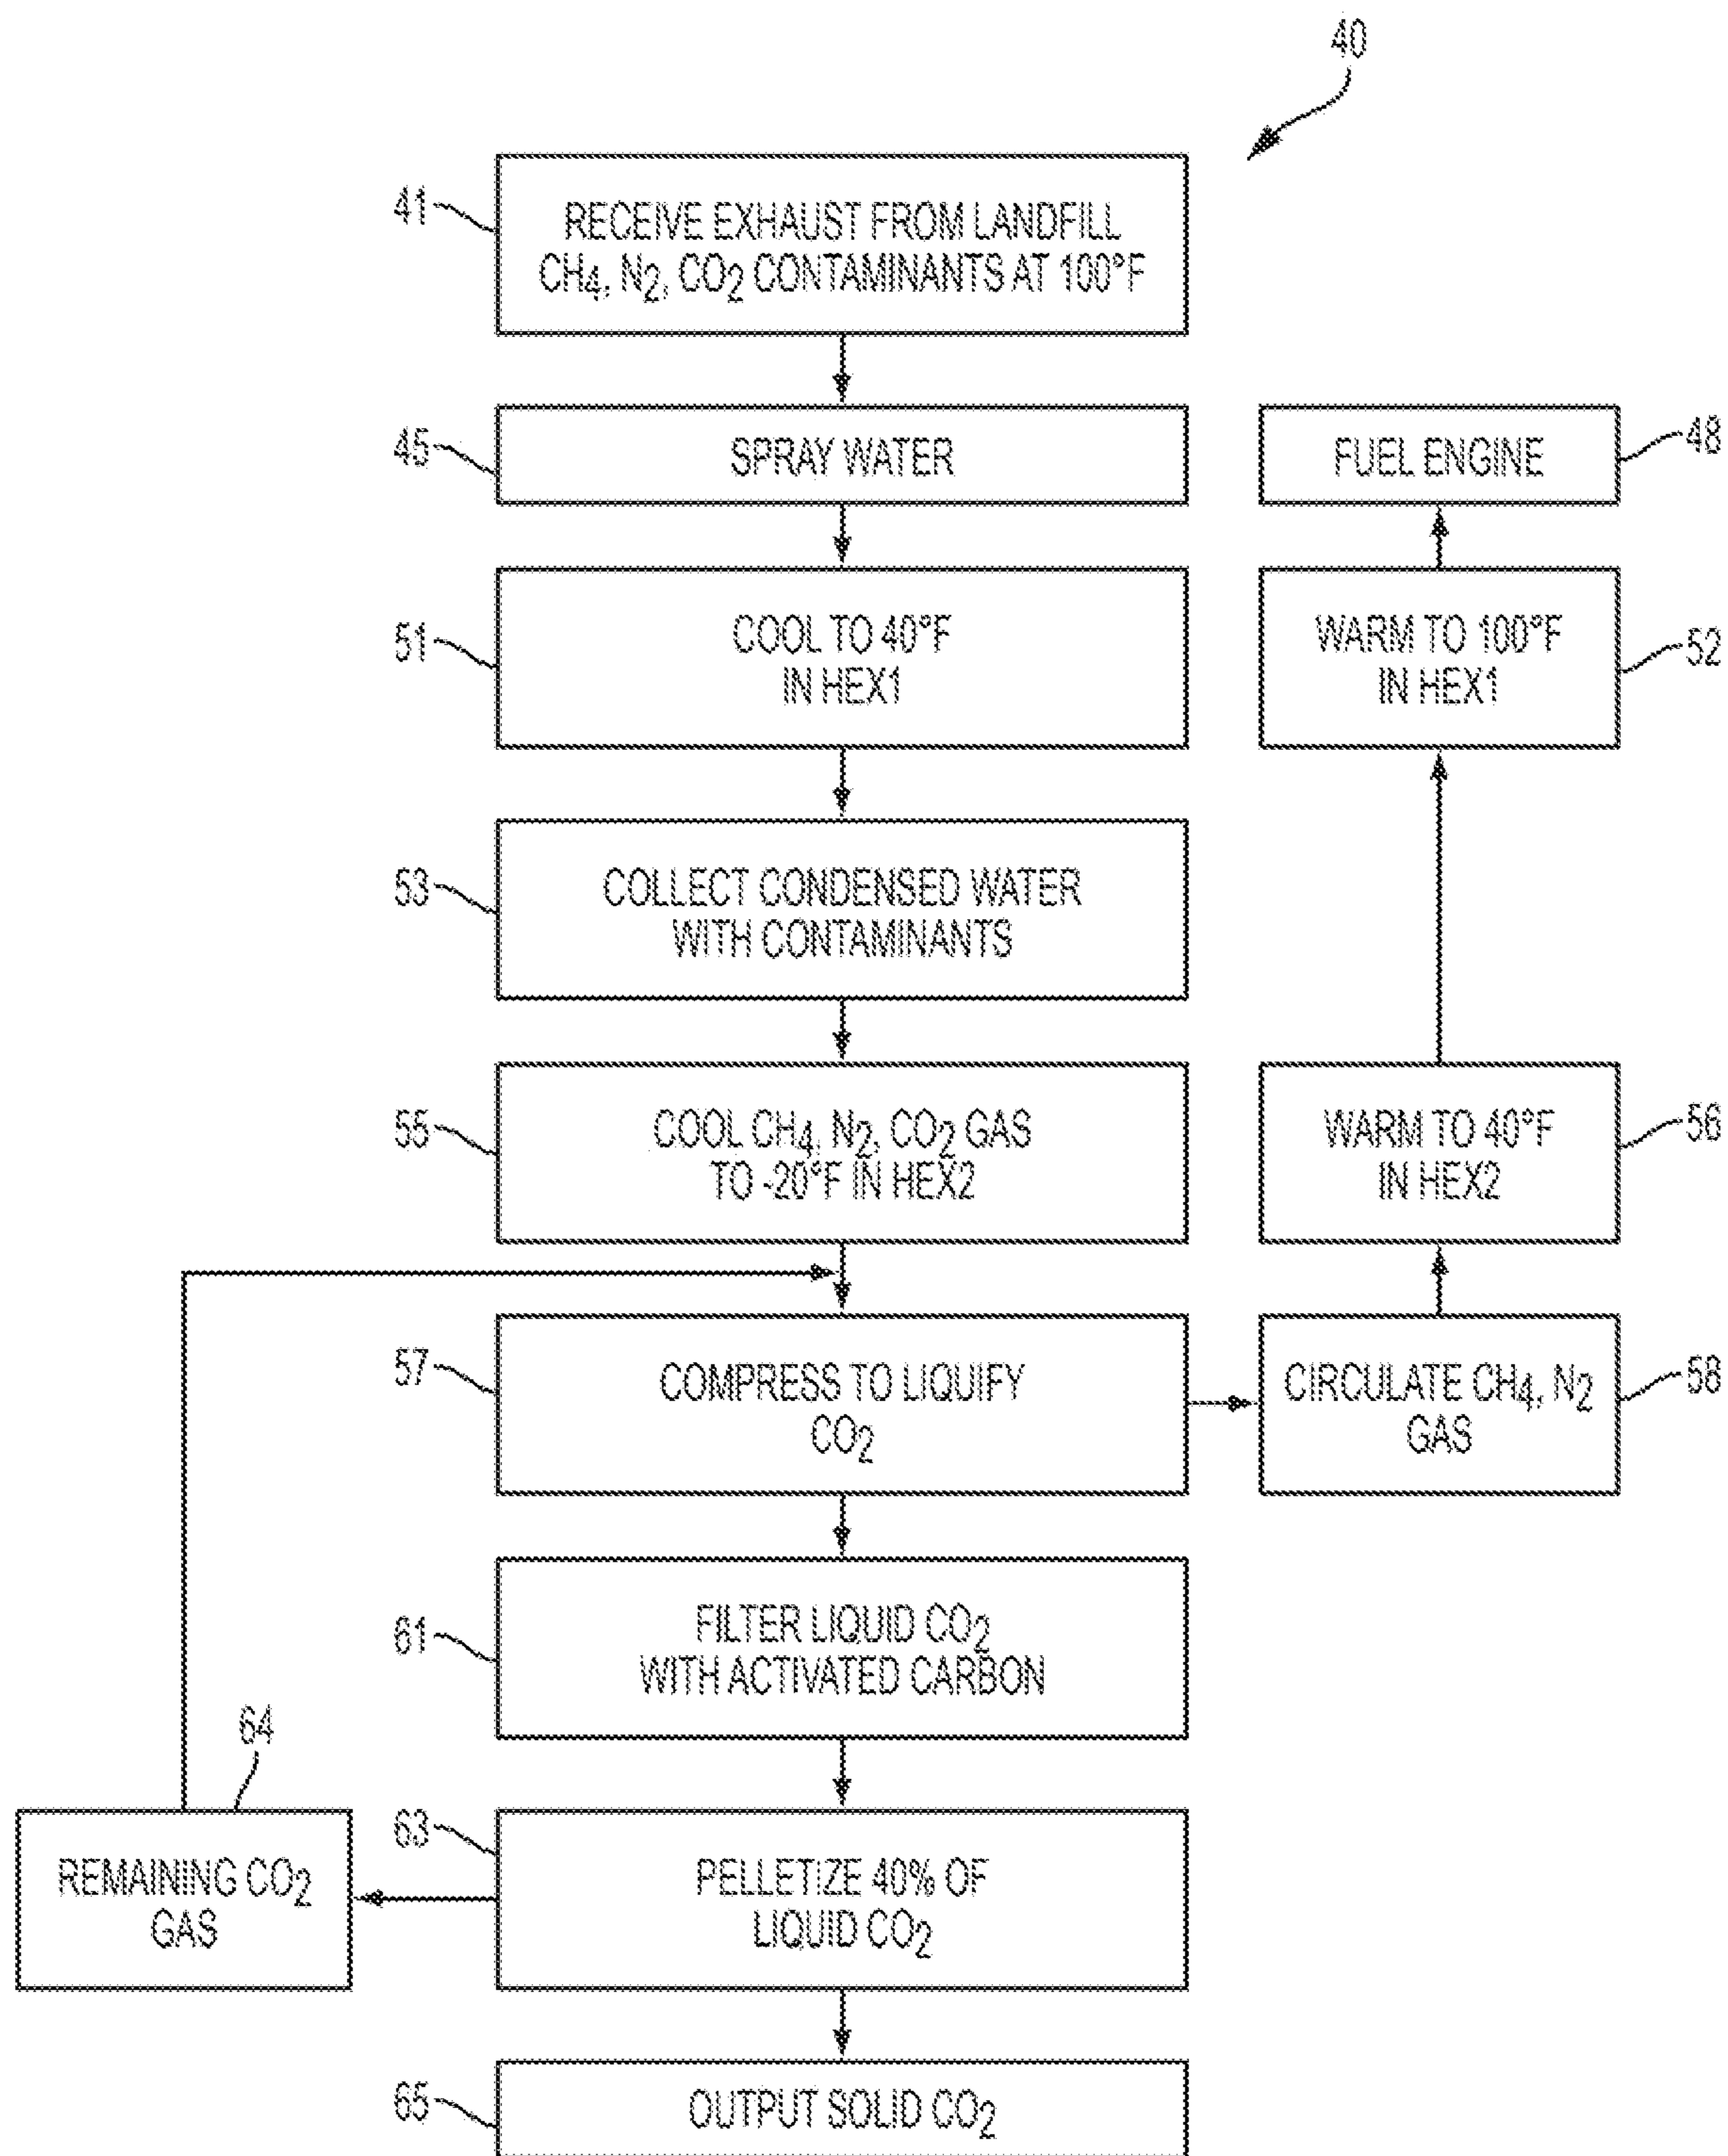 40
41
RECEIVE EXHAUST FROM LANDFILL
CH4, N2, CO2 CONTAMINANTS AT 100°F
45
SPRAY WATER
FUEL ENGINE
48
51
COOL TO 40°F
IN HEX1
WARM TO 100°F
IN HEX1
52
53
COLLECT CONDENSED WATER
WITH CONTAMINANTS
55
COOL CH4, N2, CO2 GAS
TO -20°F IN HEX2
WARM TO 40°F
IN HEX2
56
57
COMPRESS TO LIQUIFY
CO2
CIRCULATE CH4, N2
GAS
58
61
FILTER LIQUID CO2
WITH ACTIVATED CARBON
64
REMAINING CO2
GAS
63
PELLETIZE 40% OF
LIQUID CO2
65
OUTPUT SOLID CO2